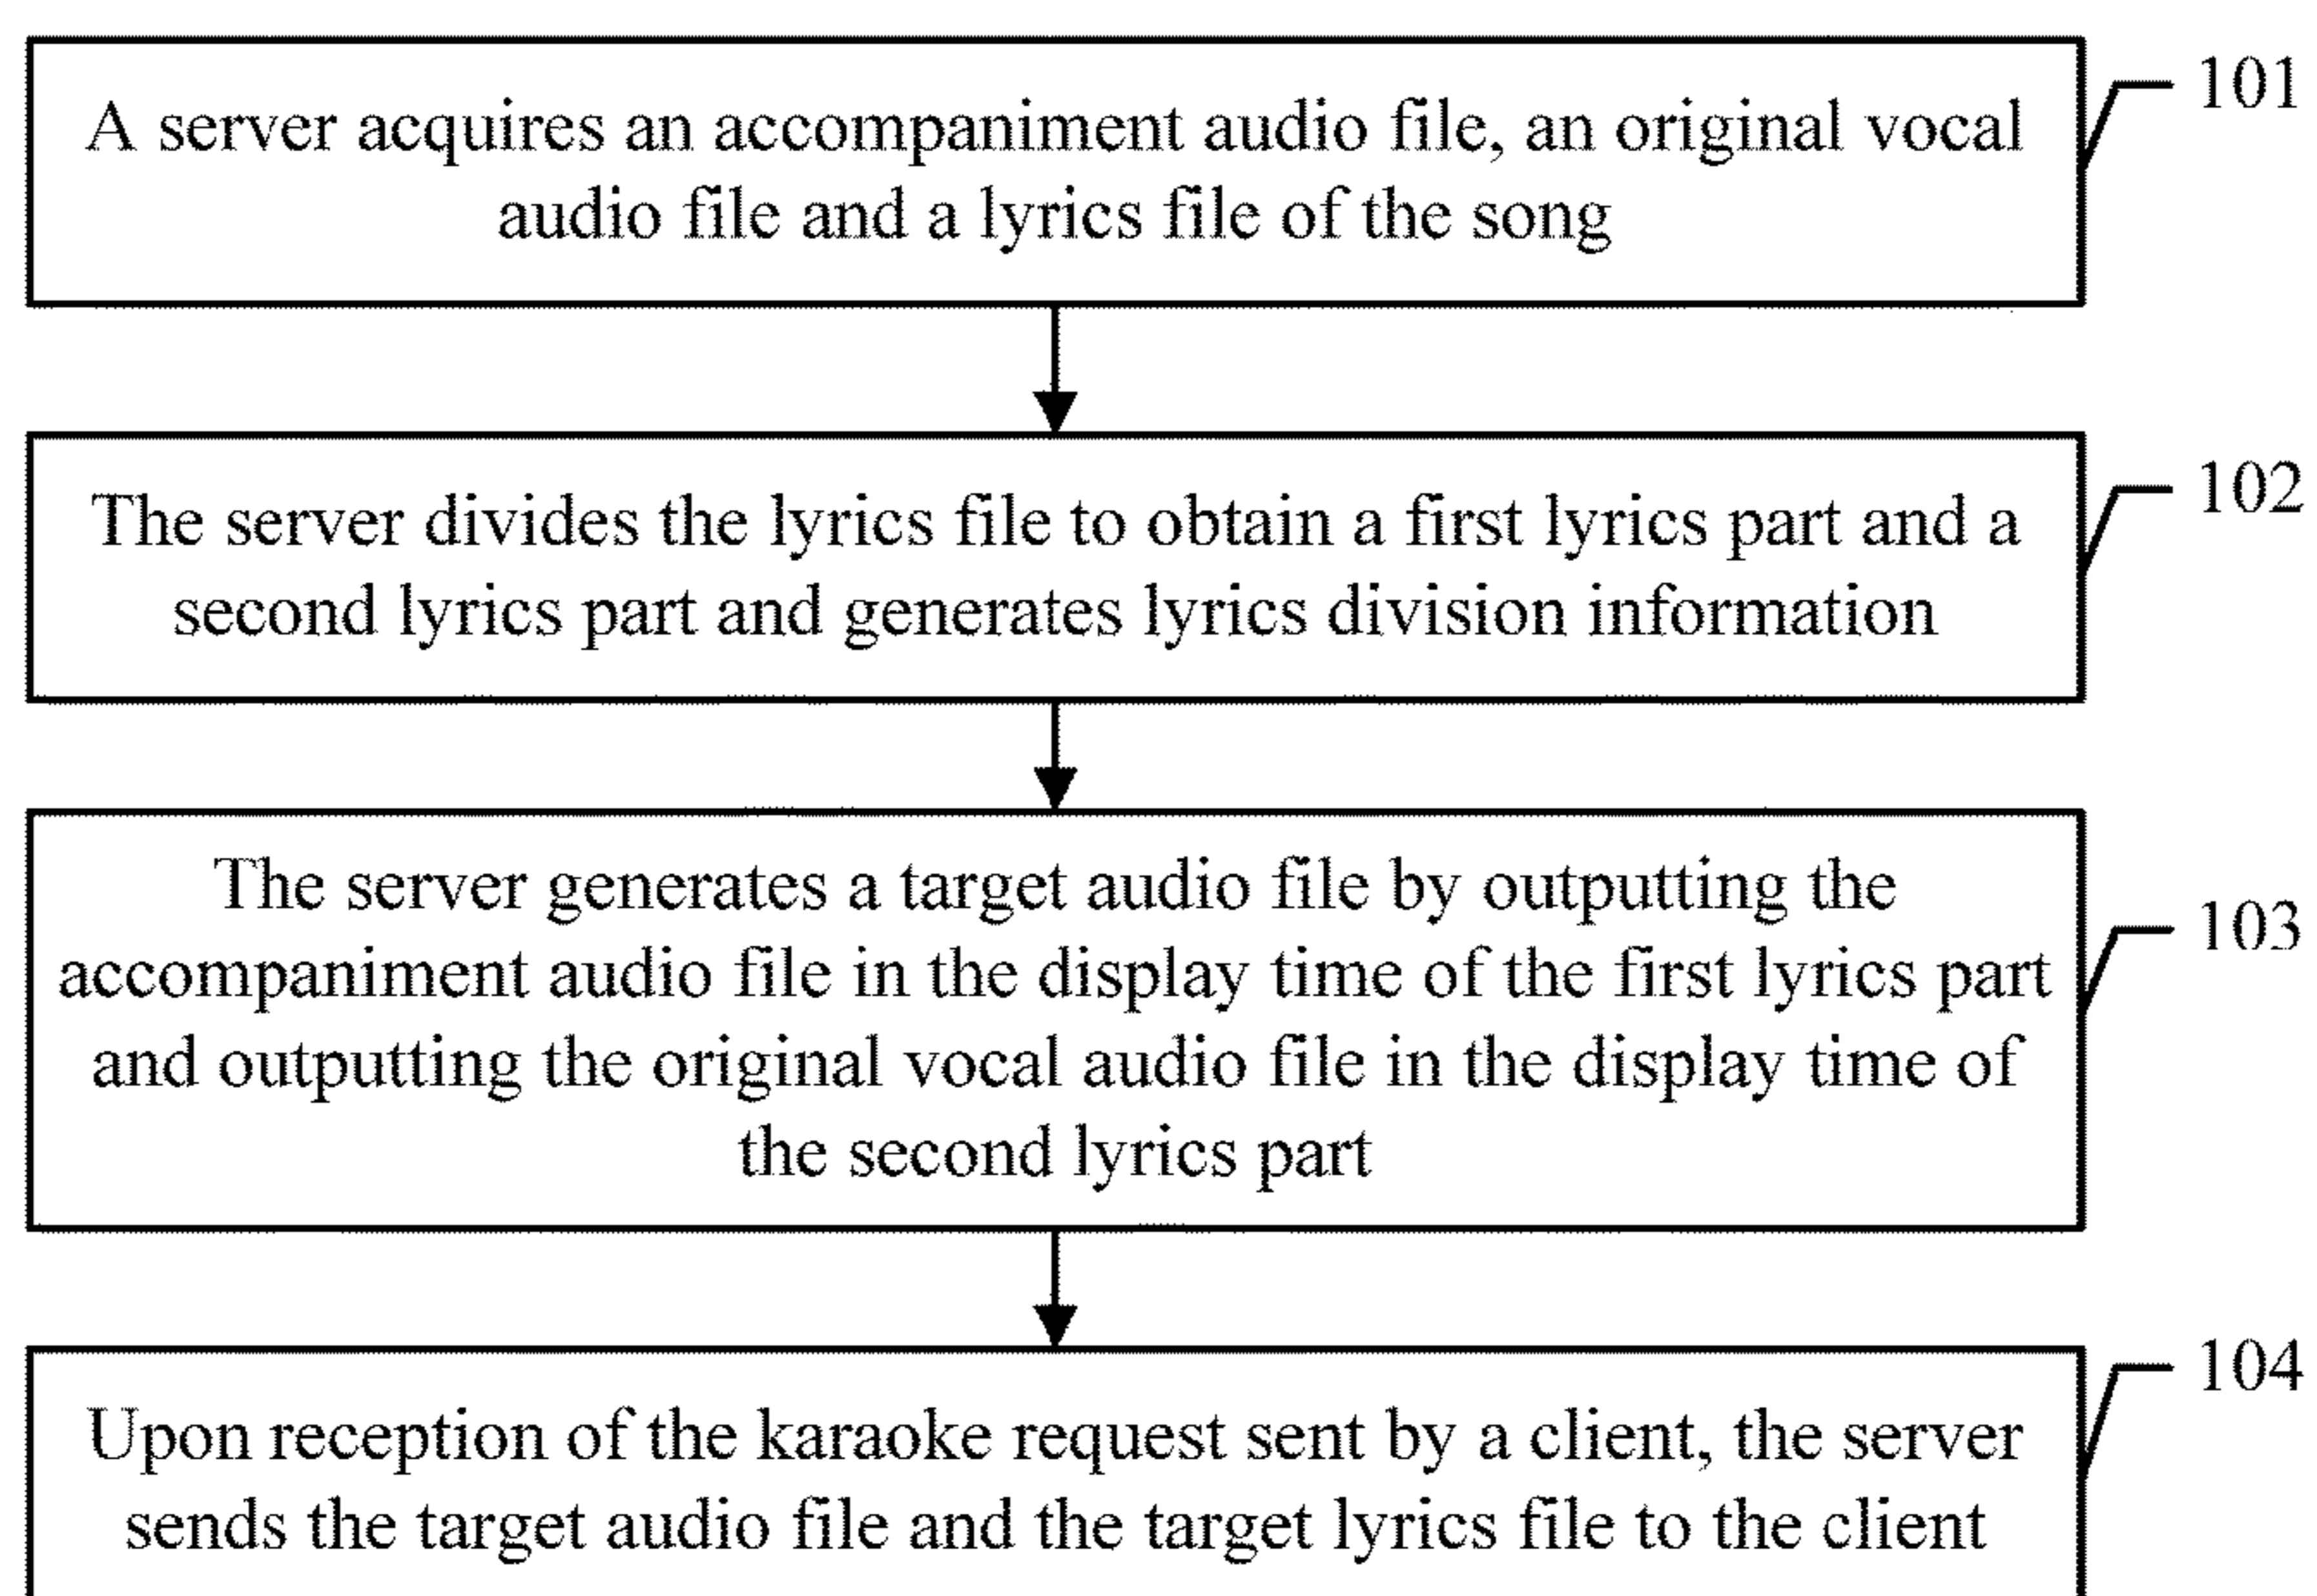 A server acquires an accompaniment audio file, an original vocal
audio file and a lyrics file of the song
101
The server divides the lyrics file to obtain a first lyrics part and a
second lyrics part and generates lyrics division information
102
The server generates a target audio file by outputting the
accompaniment audio file in the display time of the first lyrics part
and outputting the original vocal audio file in the display time of
the second lyrics part
103
Upon reception of the karaoke request sent by a client, the server
sends the target audio file and the target lyrics file to the client
104